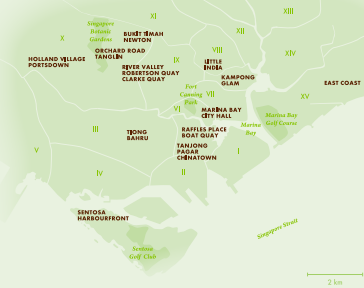 XIII
XI
Singapore
Botanic
Gardens
BUKIT TIMAH
NEWTON
XII
X
ORCHARD ROAD
TANGLIN
VIII
XIV
HOLLAND VILLAGE
PORTSDOWN
IX
LITTLE
INDIA
RIVER VALLEY
ROBERTSON QUAY
CLARKE QUAY
KAMPONG
GLAM
EAST COAST
Fort
Canning
Park
VII
XV
VI
MARINA BAY
CITY HALL
Marina Bay
Golf Course
Marina
Bay
III
TIONG
BAHRU
RAFFLES PLACE
BOAT QUAY
V
TANJONG
PAGAR
CHINATOWN
I
IV
II
SENTOSA
HARBOURFRONT
Singapore Strait
Sentosa
Golf Club
2 km